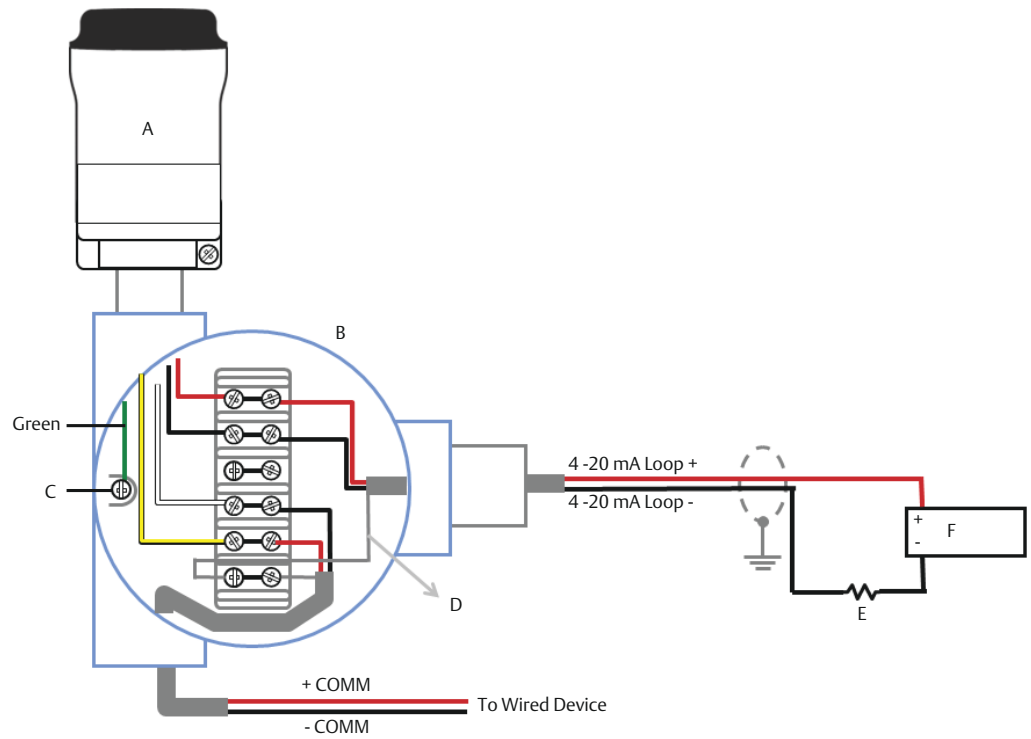 A
B
Green
C
4 -20 mA Loop +
4 -20 mA Loop -
+
-
F
D
E
+ COMM
To Wired Device
- COMM